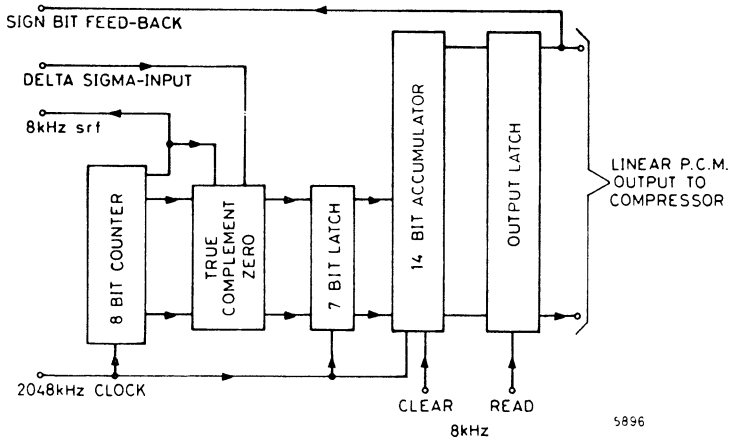 SIGN BIT FEED-BACK
DELTA SIGMA-INPUT
8kHz srf
8 BIT COUNTER
TRUE
COMPLEMENT
ZERO
7 BIT LATCH
14 BIT ACCUMULATOR
OUTPUT LATCH
LINEAR P.C.M.
OUTPUT TO
COMPRESSOR
2048kHz CLOCK
CLEAR
READ
8kHz
5896